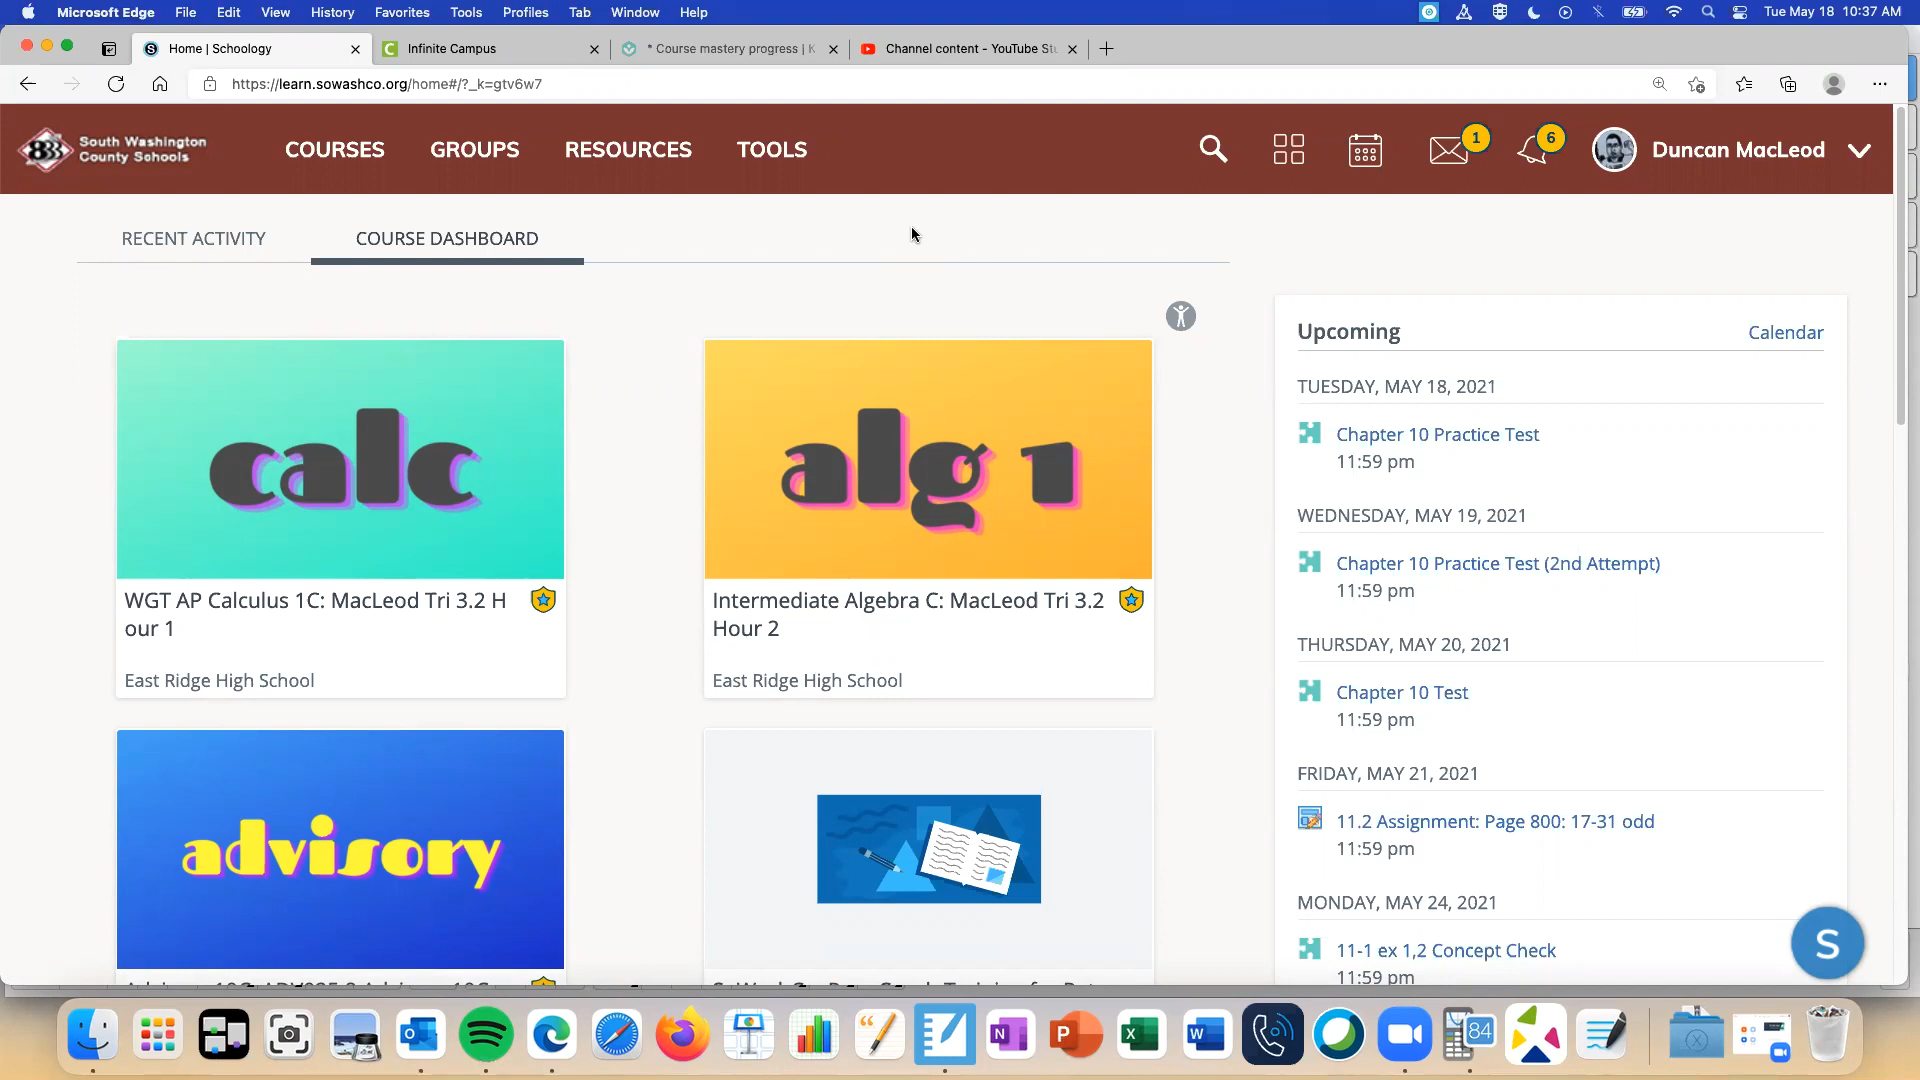 Microsoft Edge File Edit View History Favorites Tools Profiles Tab Window Help Tue May 18 10:37 AM
Home | Schoology Infinite Campus * Course mastery progress | K Channel content - YouTube Stu
https://learn.sowashco.org/home#/?_k=gtv6w7
833 South Washington
County Schools
COURSES GROUPS RESOURCES TOOLS 1 6 Duncan MacLeod
RECENT ACTIVITY COURSE DASHBOARD
calc
WGT AP Calculus 1C: MacLeod Tri 3.2 H
our 1
East Ridge High School
alg 1
Intermediate Algebra C: MacLeod Tri 3.2
Hour 2
East Ridge High School
advisory
Upcoming Calendar
TUESDAY, MAY 18, 2021
Chapter 10 Practice Test
11:59 pm
WEDNESDAY, MAY 19, 2021
Chapter 10 Practice Test (2nd Attempt)
11:59 pm
THURSDAY, MAY 20, 2021
Chapter 10 Test
11:59 pm
FRIDAY, MAY 21, 2021
11.2 Assignment: Page 800: 17-31 odd
11:59 pm
MONDAY, MAY 24, 2021
11-1 ex 1,2 Concept Check
11:59 pm
S
N P X W 84 X